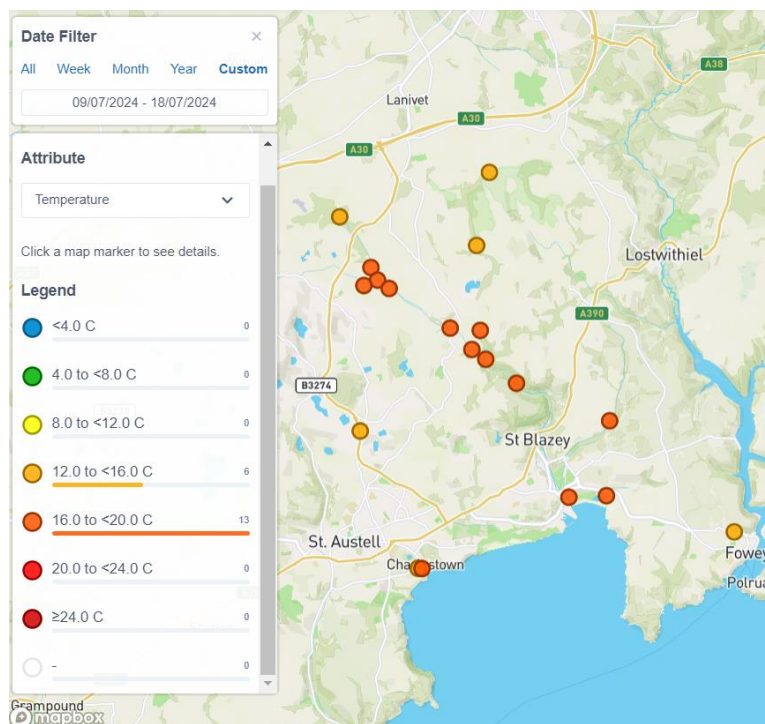 Date Filter ×
All Week Month Year Custom
09/07/2024 - 18/07/2024
Attribute
Temperature
Click a map marker to see details.
Legend
<4.0 C 0
4.0 to <8.0 C 0
8.0 to <12.0 C 0
12.0 to <16.0 C 6
16.0 to <20.0 C 13
20.0 to <24.0 C 0
≥24.0 C 0
- 0
Grampound
mapbox
A38
Lanivet
A30
A30
Lostwithiel
A390
B3274
St Blazey
St. Austell
Fowey
Polrua